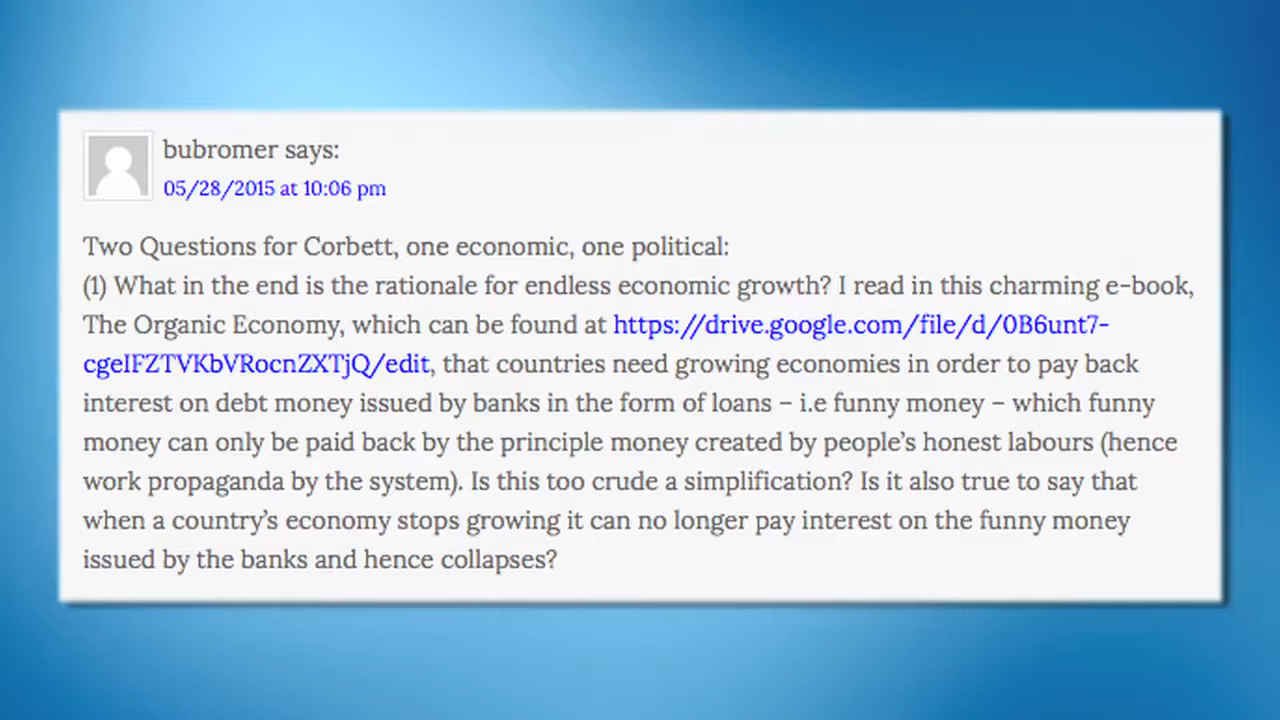 bubromer says:
05/28/2015 at 10:06 pm
Two Questions for Corbett, one economic, one political:
(1) What in the end is the rationale for endless economic growth? I read in this charming e-book,
The Organic Economy, which can be found at https://drive.google.com/file/d/0B6unt7-
cgeIFZTVKbVRocnZXTjQ/edit, that countries need growing economies in order to pay back
interest on debt money issued by banks in the form of loans – i.e funny money – which funny
money can only be paid back by the principle money created by people’s honest labours (hence
work propaganda by the system). Is this too crude a simplification? Is it also true to say that
when a country’s economy stops growing it can no longer pay interest on the funny money
issued by the banks and hence collapses?